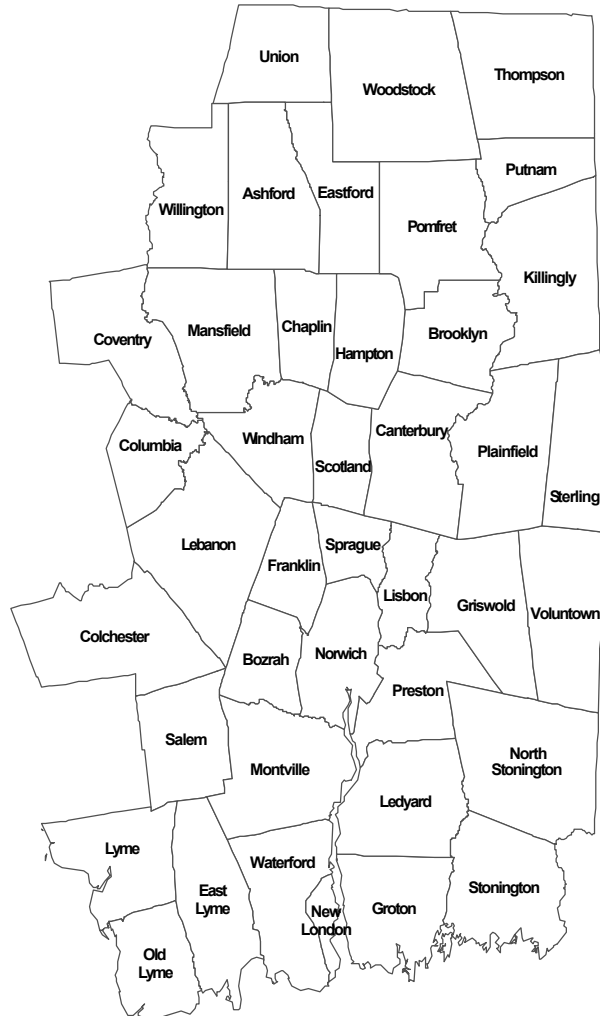 Union
Woodstock
Thompson
Putnam
Willington
Ashford
Eastford
Pomfret
Killingly
Coventry
Mansfield
Chaplin
Hampton
Brooklyn
Columbia
Windham
Scotland
Canterbury
Plainfield
Sterling
Lebanon
Franklin
Sprague
Lisbon
Griswold
Voluntown
Colchester
Bozrah
Norwich
Preston
Salem
Montville
North
Stonington
Ledyard
Lyme
Waterford
East
Lyme
New
London
Groton
Stonington
Old
Lyme